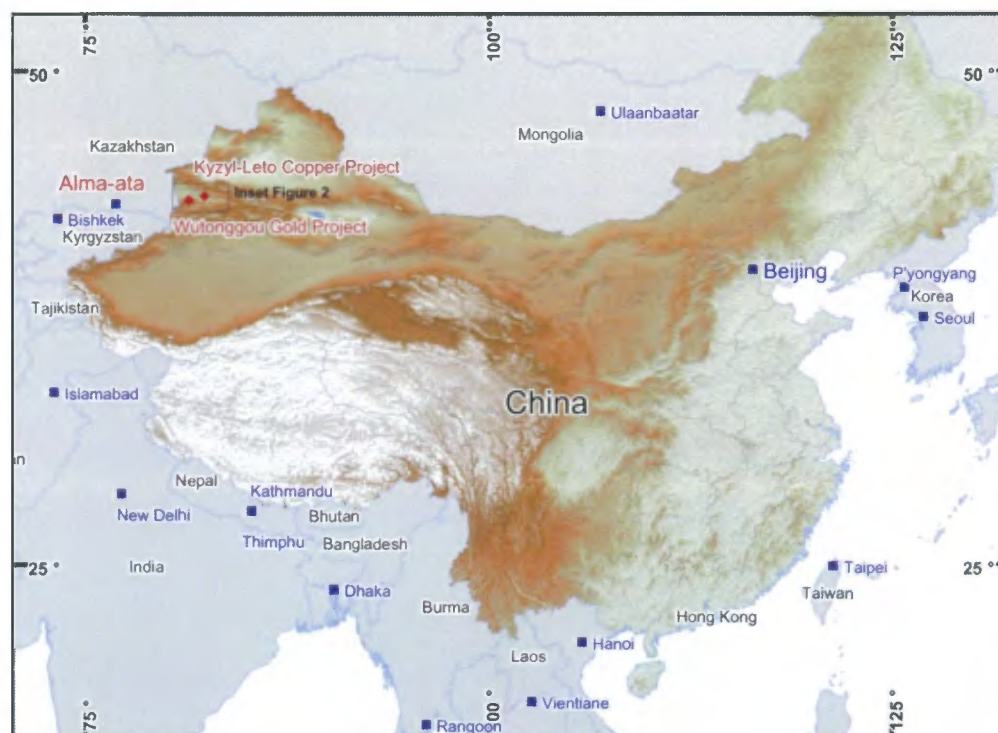 75°
100°
125°
50 °
50 °
Ulaanbaatar
Mongolia
Kazakhstan
Kyzyl-Leto Copper Project
Alma-ata
Inset Figure 2
Bishkek
Wutonggou Gold Project
Kyrgyzstan
Beijing
P'yongyang
Korea
Tajikistan
Seoul
Islamabad
China
an
Nepal
Kathmandu
New Delhi
Bhutan
Thimphu
Bangladesh
India
25 °
Taipei
25 °
Dhaka
Taiwan
Burma
Hong Kong
Hanoi
Laos
Vientiane
Rangoon
75°
100°
125°